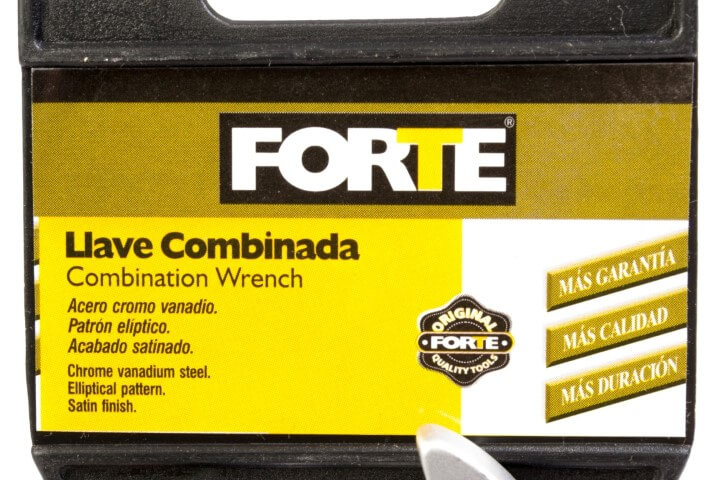 FORTE®
Llave Combinada
Combination Wrench
Acero cromo vanadio.
Patrón eliptico.
Acabado satinado.
Chrome vanadium steel.
Elliptical pattern.
Satin finish.
ORIGINAL
FORTE
QUALITY TOOLS
MÁS GARANTÍA
MÁS CALIDAD
MÁS DURACIÓN